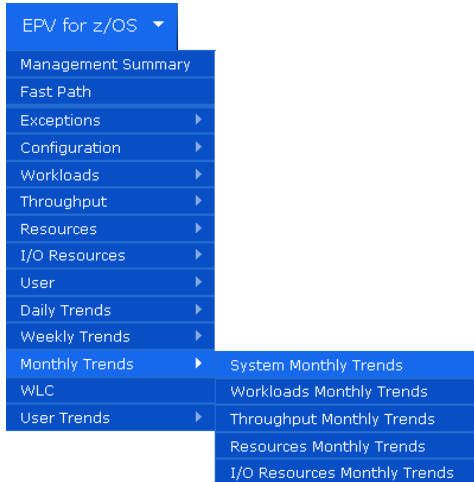 EPV for z/OS
Management Summary
Fast Path
Exceptions
Configuration
Workloads
Throughput
Resources
I/O Resources
User
Daily Trends
Weekly Trends
Monthly Trends
System Monthly Trends
WLC
Workloads Monthly Trends
User Trends
Throughput Monthly Trends
Resources Monthly Trends
I/O Resources Monthly Trends